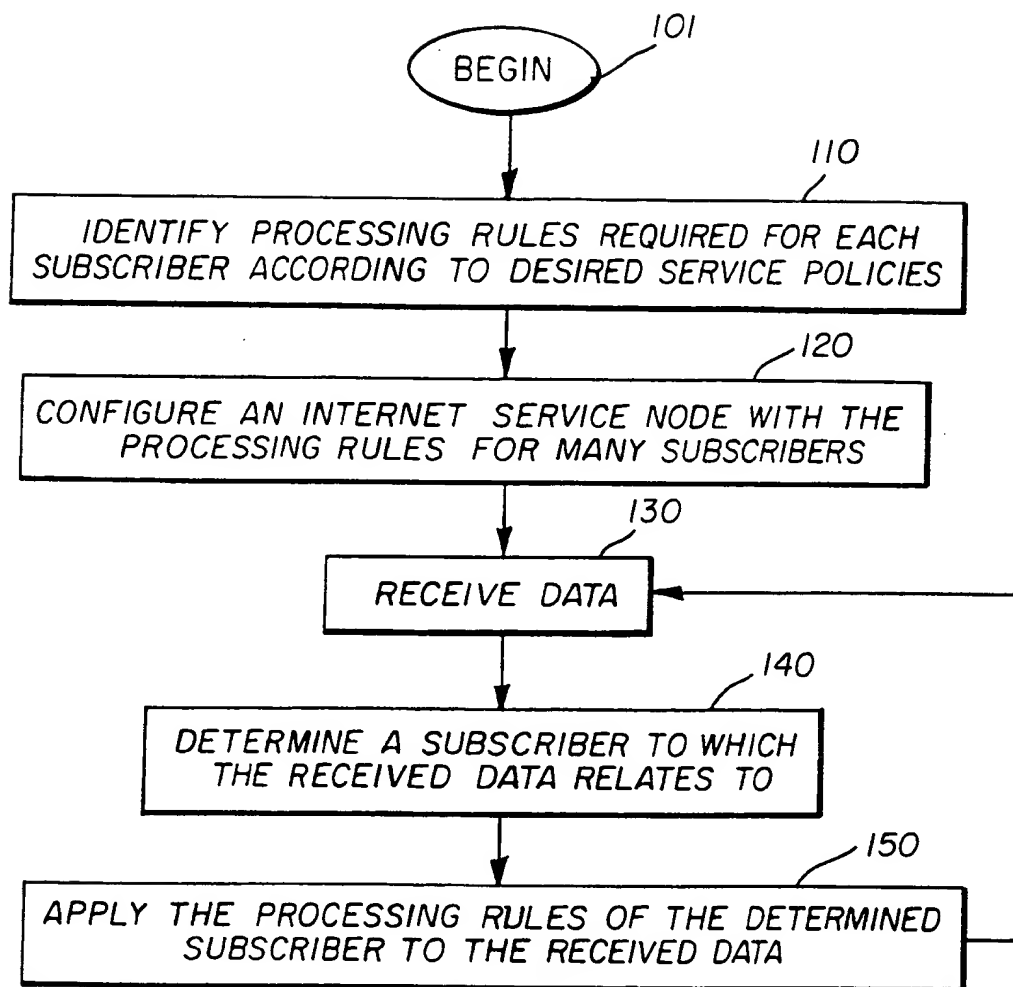 101
BEGIN
110
IDENTIFY PROCESSING RULES REQUIRED FOR EACH
SUBSCRIBER ACCORDING TO DESIRED SERVICE POLICIES
120
CONFIGURE AN INTERNET SERVICE NODE WITH THE
PROCESSING RULES FOR MANY SUBSCRIBERS
130
RECEIVE DATA
140
DETERMINE A SUBSCRIBER TO WHICH
THE RECEIVED DATA RELATES TO
150
APPLY THE PROCESSING RULES OF THE DETERMINED
SUBSCRIBER TO THE RECEIVED DATA